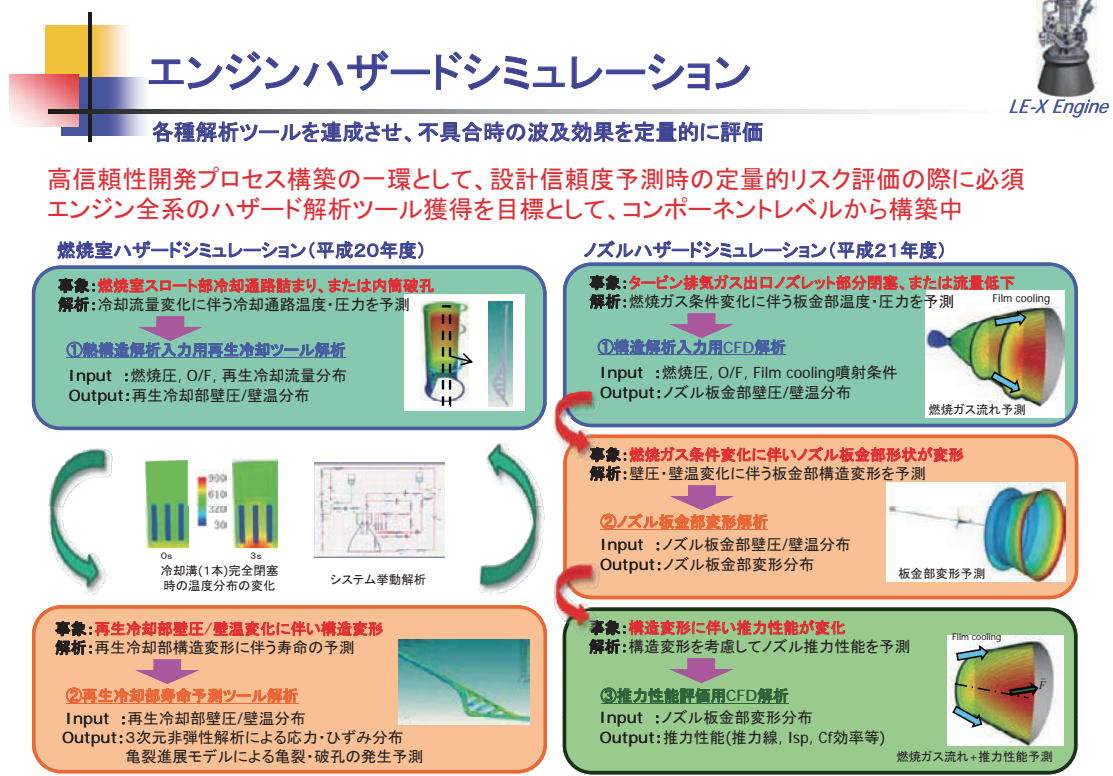 エンジンハザードシミュレーション
LE-X Engine
各種解析ツールを連成させ、不具合時の波及効果を定量的に評価
高信頼性開発プロセス構築の一環として、設計信頼度予測時の定量的リスク評価の際に必須
エンジン全系のハザード解析ツール獲得を目標として、コンポーネントレベルから構築中
燃焼室ハザードシミュレーション(平成20年度)
事象:燃焼室スロート部冷却通路詰まり、または内筒破孔
解析:冷却流量変化に伴う冷却通路温度・圧力を予測
①熱構造解析入力用再生冷却ツール解析
Input :燃焼圧, O/F, 再生冷却流量分布
Output:再生冷却部壁圧/壁温分布
900
610
320
30
0s
3s
冷却溝(1本)完全閉塞
時の温度分布の変化
システム挙動解析
事象:再生冷却部壁圧/壁温変化に伴い構造変形
解析:再生冷却部構造変形に伴う寿命の予測
②再生冷却部寿命予測ツール解析
Input :再生冷却部壁圧/壁温分布
Output:3次元非弾性解析による応力・ひずみ分布
亀裂進展モデルによる亀裂・破孔の発生予測
ノズルハザードシミュレーション(平成21年度)
事象:タービン排気ガス出口ノズレット部分閉塞、または流量低下
解析:燃焼ガス条件変化に伴う板金部温度・圧力を予測
Film cooling
①構造解析入力用CFD解析
Input :燃焼圧, O/F, Film cooling噴射条件
Output:ノズル板金部壁圧/壁温分布
燃焼ガス流れ予測
事象:燃焼ガス条件変化に伴いノズル板金部形状が変形
解析:壁圧・壁温変化に伴う板金部構造変形を予測
②ノズル板金部変形解析
Input :ノズル板金部壁圧/壁温分布
Output:ノズル板金部変形分布
板金部変形予測
事象:構造変形に伴い推力性能が変化
解析:構造変形を考慮してノズル推力性能を予測
Film cooling
③推力性能評価用CFD解析
F
Input :ノズル板金部変形分布
Output:推力性能(推力線, Isp, Cf効率等)
燃焼ガス流れ+推力性能予測